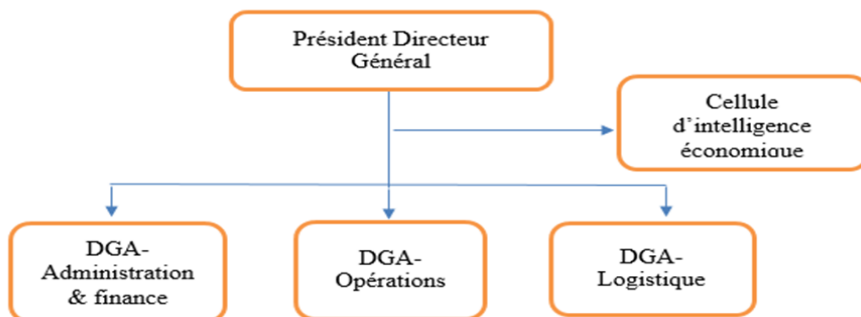 Président Directeur
Général
Cellule
d’intelligence
économique
DGA-
Administration
& finance
DGA-
Opérations
DGA-
Logistique